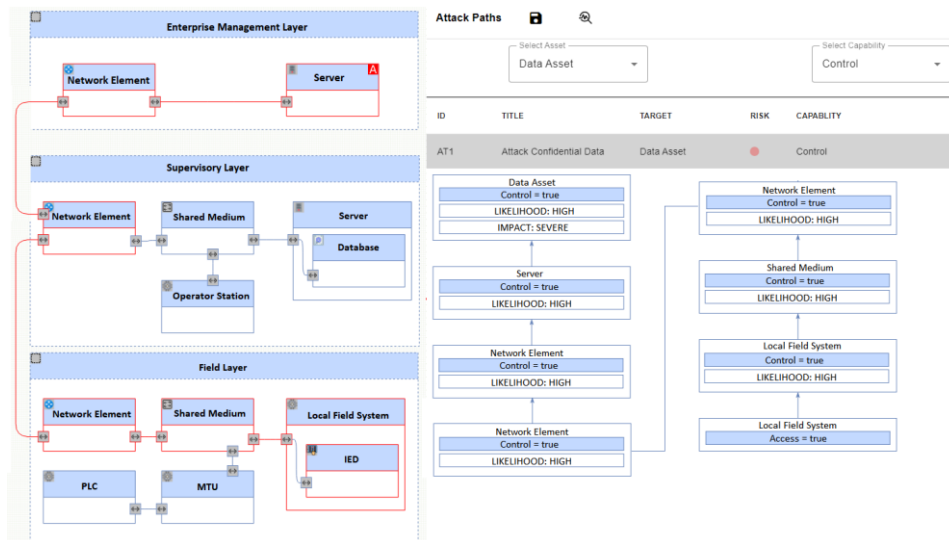 Enterprise Management Layer
Network Element
Server
A
Supervisory Layer
Network Element
Shared Medium
Server
Database
Operator Station
Field Layer
Network Element
Shared Medium
Local Field System
IED
PLC
MTU
Attack Paths
Select Asset
Data Asset
Select Capability
Control
ID TITLE TARGET RISK CAPABLITY
AT1 Attack Confidential Data Data Asset Control
Data Asset
Control = true
LIKELIHOOD: HIGH
IMPACT: SEVERE
Server
Control = true
LIKELIHOOD: HIGH
Network Element
Control = true
LIKELIHOOD: HIGH
Network Element
Control = true
LIKELIHOOD: HIGH
Network Element
Control = true
LIKELIHOOD: HIGH
Shared Medium
Control = true
LIKELIHOOD: HIGH
Local Field System
Control = true
LIKELIHOOD: HIGH
Local Field System
Access = true